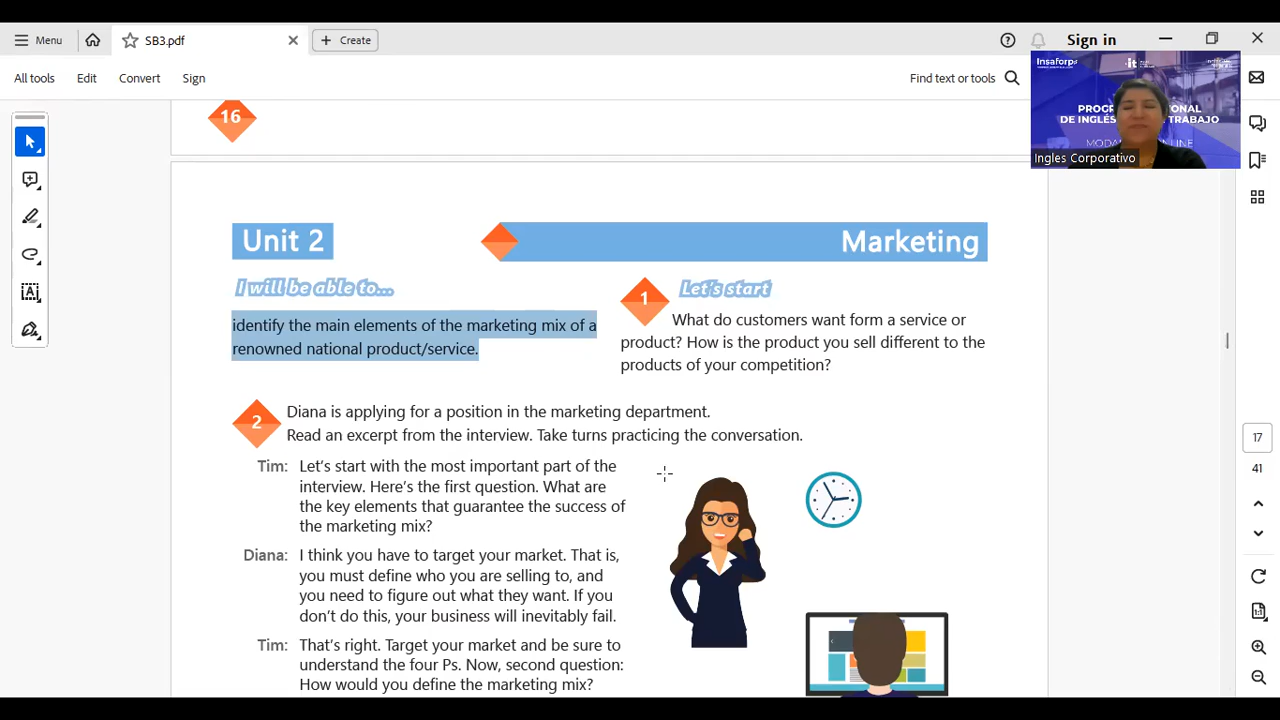 Menu
SB3.pdf
Create
Sign in
All tools
Edit
Convert
Sign
Find text or tools
Insaforp
·it
PROG
ONAL
DE INGLÉS
TRABAJO
MODA
NLINE
Ingles Corporativo
16
Unit 2
Marketing
I will be able to...
identify the main elements of the marketing mix of a
renowned national product/service.
1
Let's start
What do customers want form a service or
product? How is the product you sell different to the
products of your competition?
2
Diana is applying for a position in the marketing department.
Read an excerpt from the interview. Take turns practicing the conversation.
Tim: Let's start with the most important part of the
interview. Here's the first question. What are
the key elements that guarantee the success of
the marketing mix?
Diana: I think you have to target your market. That is,
you must define who you are selling to, and
you need to figure out what they want. If you
don't do this, your business will inevitably fail.
Tim: That's right. Target your market and be sure to
understand the four Ps. Now, second question:
How would you define the marketing mix?
17
41